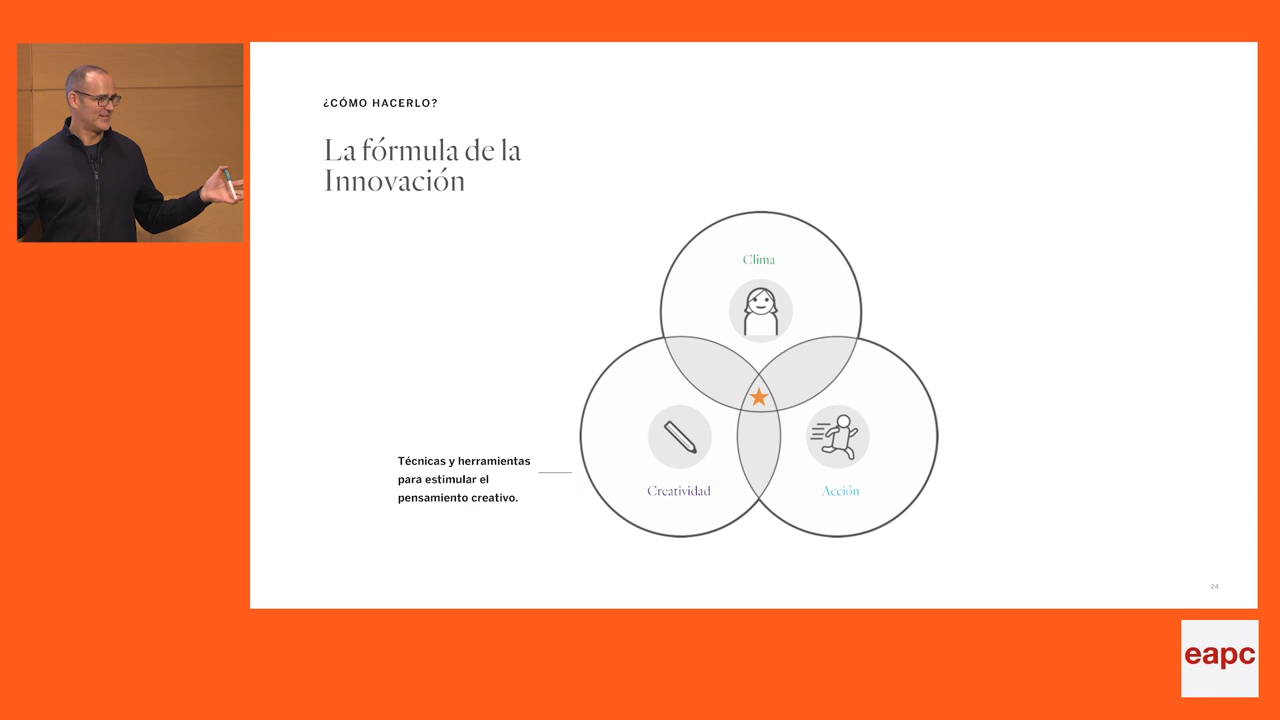 ¿CÓMO HACERLO?
La fórmula de la
Innovación
Clima
Técnicas y herramientas
para estimular el
pensamiento creativo.
Creatividad
Acción
24
eapc